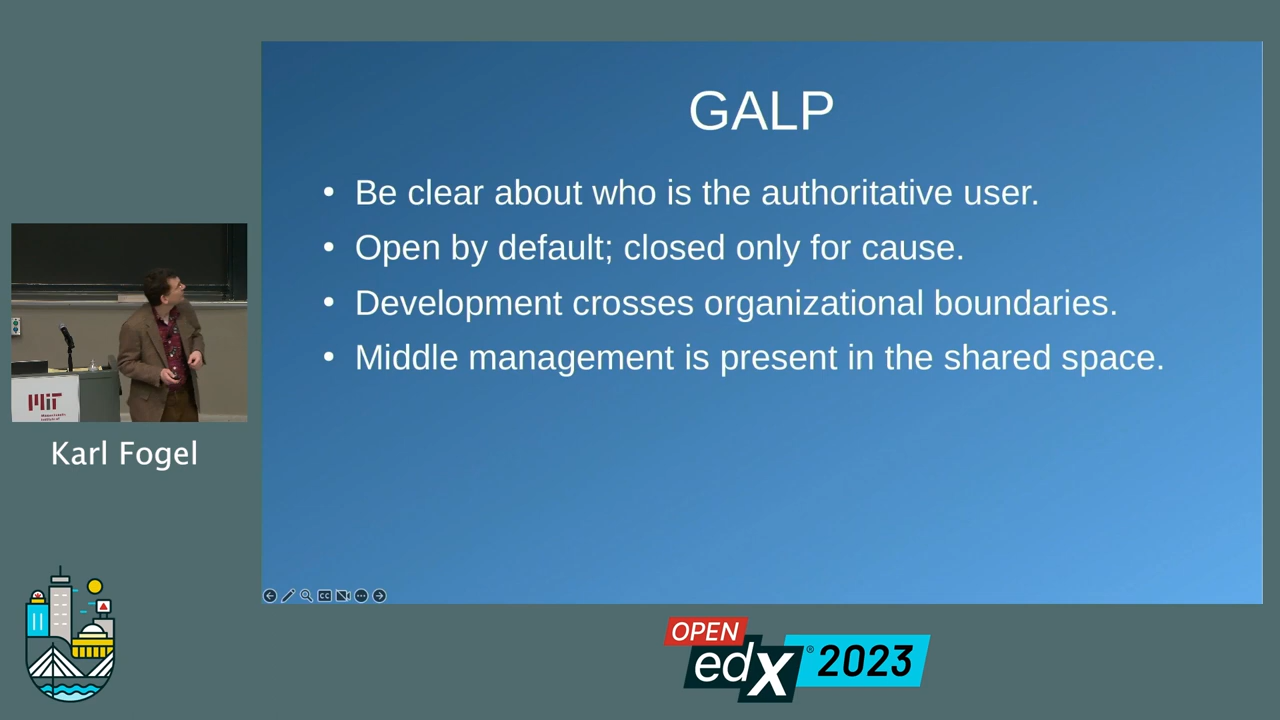 GALP
• Be clear about who is the authoritative user.
• Open by default; closed only for cause.
• Development crosses organizational boundaries.
• Middle management is present in the shared space.
MIT
Karl Fogel
OPEN
edX® 2023